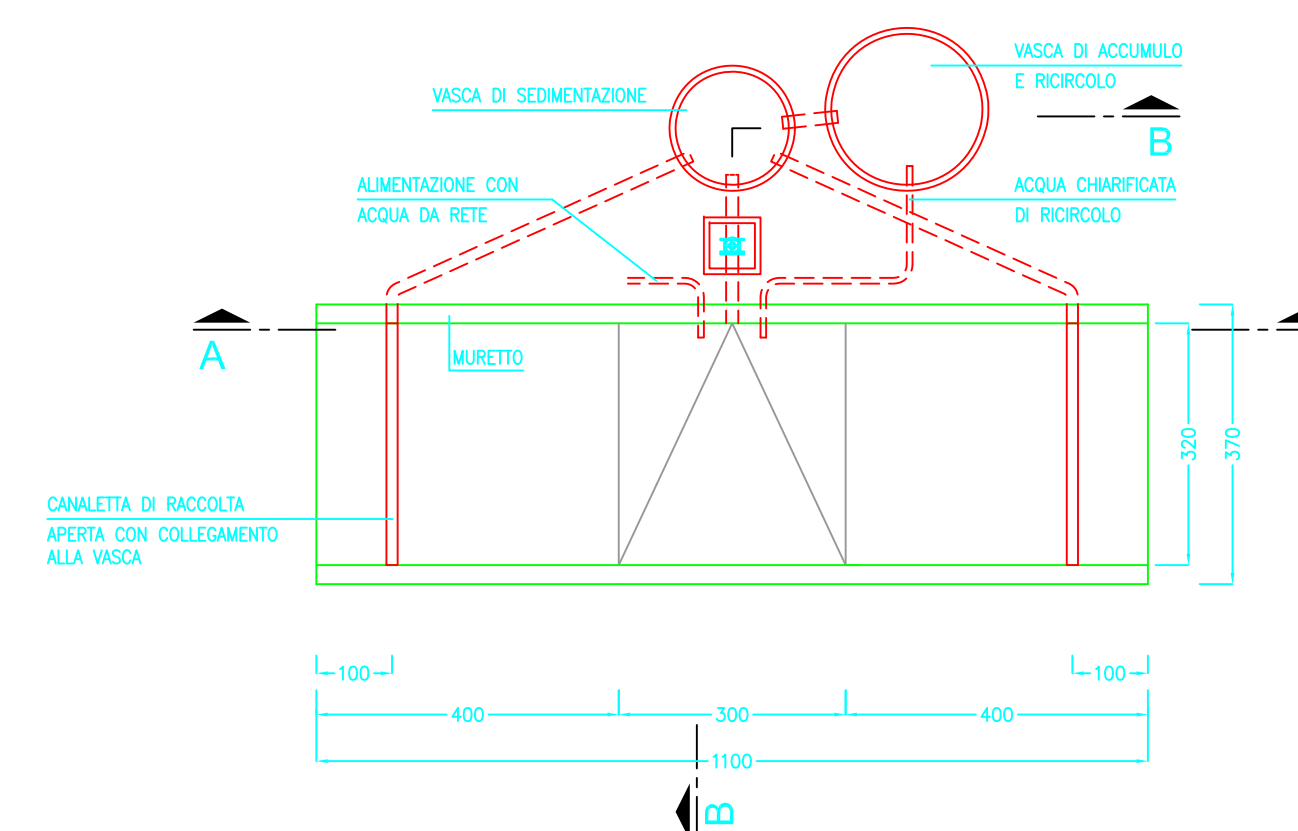 VASCA DI ACCUMULO
E RICIRCOLO
VASCA DI SEDIMENTAZIONE
B
ALIMENTAZIONE CON
ACQUA DA RETE
ACQUA CHIARIFICATA
DI RICIRCOLO
A
MURETTO
320
370
CANALETTA DI RACCOLTA
APERTA CON COLLEGAMENTO
ALLA VASCA
100
100
400
300
400
1100
B